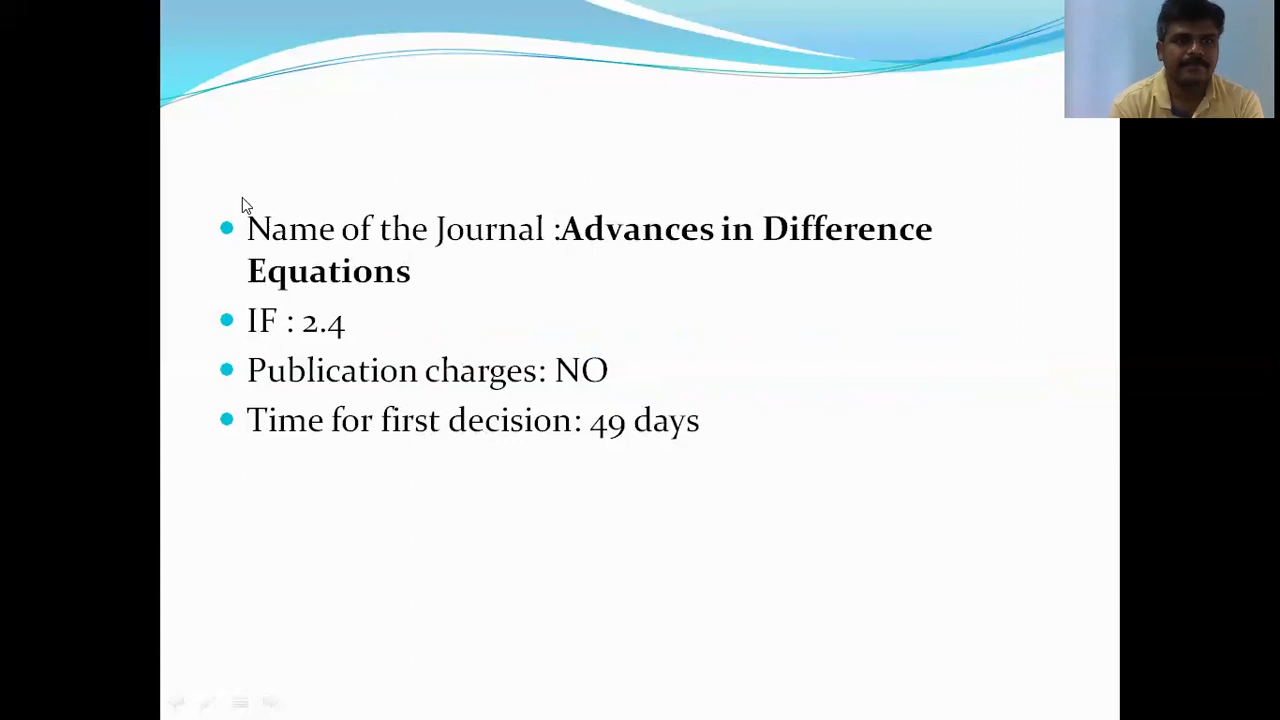 Name of the Journal :Advances in Difference
Equations
IF : 2.4
Publication charges: NO
Time for first decision: 49 days